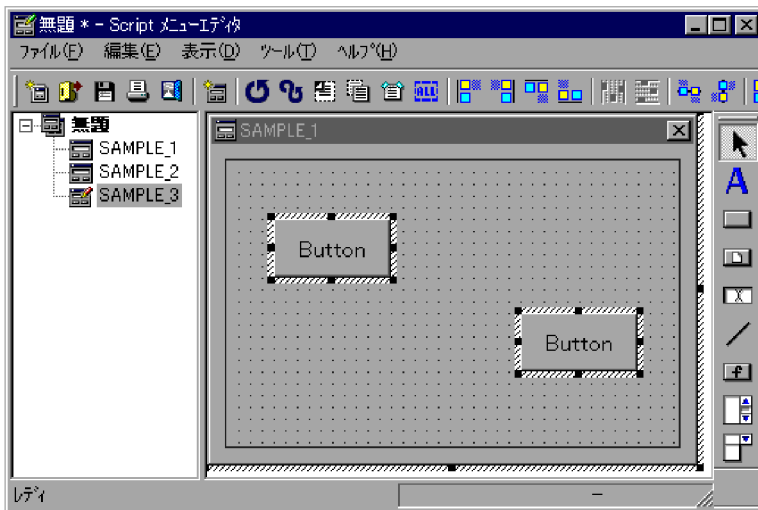 無題 * - Script ﾒﾆｭｰｴﾃﾞｨﾀ
ﾌｧｲﾙ(F) 編集(E) 表示(D) ﾂｰﾙ(T) ﾍﾙﾌﾟ(H)
ALL
無題
SAMPLE_1
SAMPLE_2
SAMPLE_3
SAMPLE_1
Button
Button
A
X
f
ﾚﾃﾞｨ
－